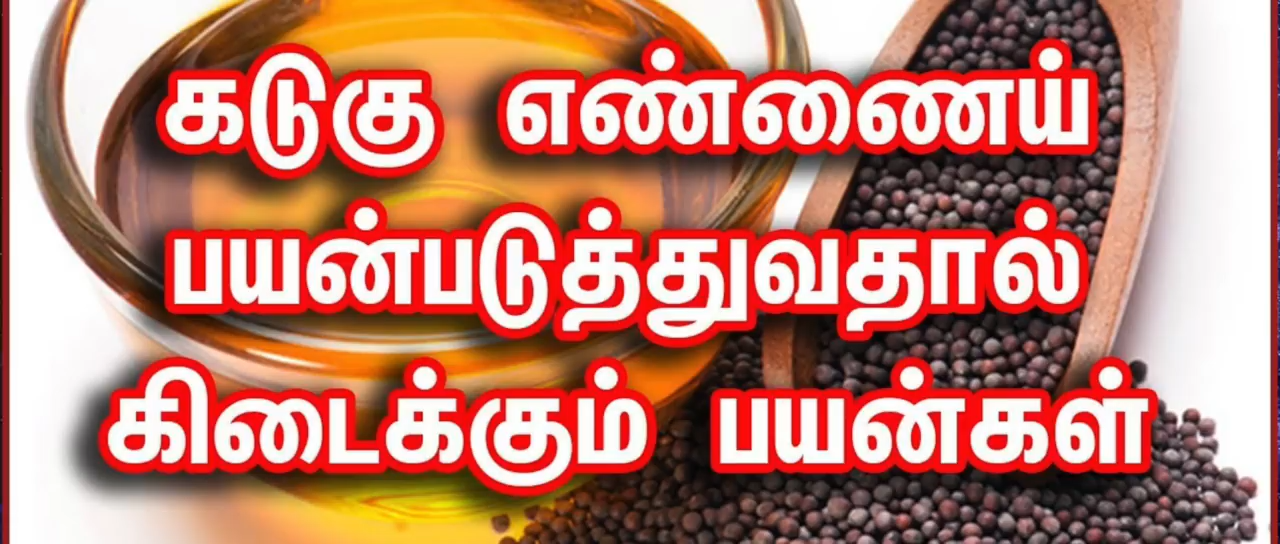 கடுகு எண்ணைய்
பயன்படுத்துவதால்
கிடைக்கும் பயன்கள்